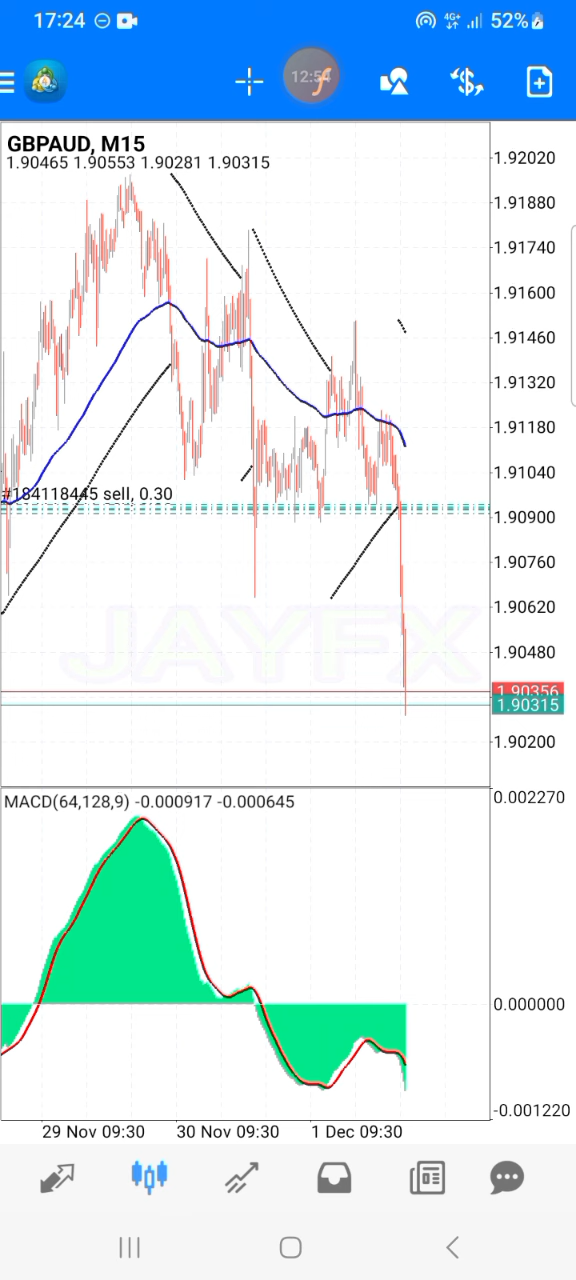 17:24
4G+ 52%
12:54
GBPAUD, M15
1.90465 1.90553 1.90281 1.90315
1.92020
1.91880
1.91740
1.91600
1.91460
1.91320
1.91180
1.91040
#184118445 sell, 0.30
1.90900
1.90760
1.90620
JAYFX
1.90480
1.90356
1.90315
1.90200
MACD(64,128,9) -0.000917 -0.000645
0.002270
0.000000
-0.001220
29 Nov 09:30 30 Nov 09:30 1 Dec 09:30